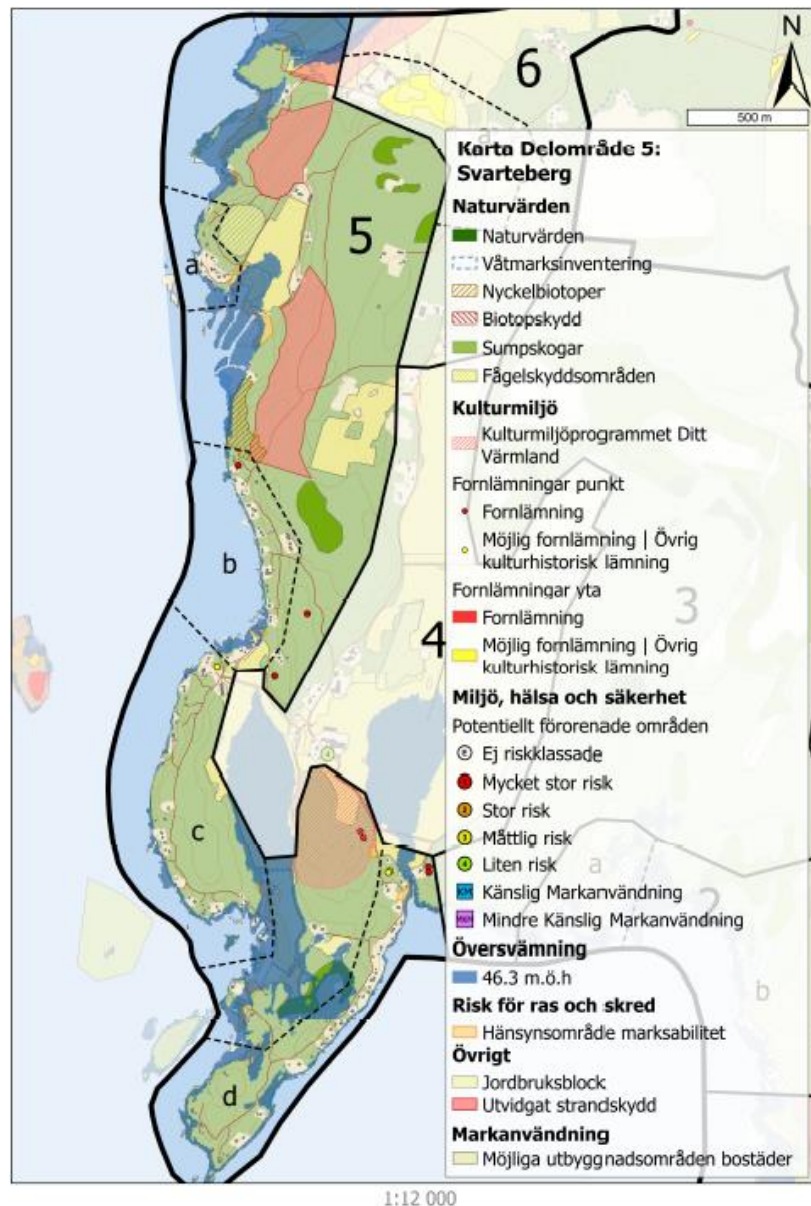 N
500 m
6
a
5
a
b
4
3
c
a
2
b
d
Karta Delområde 5:
Svarteberg
Naturvärden
Naturvärden
Våtmarksinventering
Nyckelbiotoper
Biotopskydd
Sumpskogar
Fågelskyddsområden
Kulturmiljö
Kulturmiljöprogrammet Ditt
Värmland
Fornlämningar punkt
Fornlämning
Möjlig fornlämning | Övrig
kulturhistorisk lämning
Fornlämningar yta
Fornlämning
Möjlig fornlämning | Övrig
kulturhistorisk lämning
Miljö, hälsa och säkerhet
Potentiellt förorenade områden
Ej riskklassade
Mycket stor risk
Stor risk
3 Måttlig risk
4 Liten risk
KM Känslig Markanvändning
MKM Mindre Känslig Markanvändning
Översvämning
46.3 m.ö.h
Risk för ras och skred
Hänsynsområde marksabilitet
Övrigt
Jordbruksblock
Utvidgat strandskydd
Markanvändning
Möjliga utbyggnadsområden bostäder
1:12 000